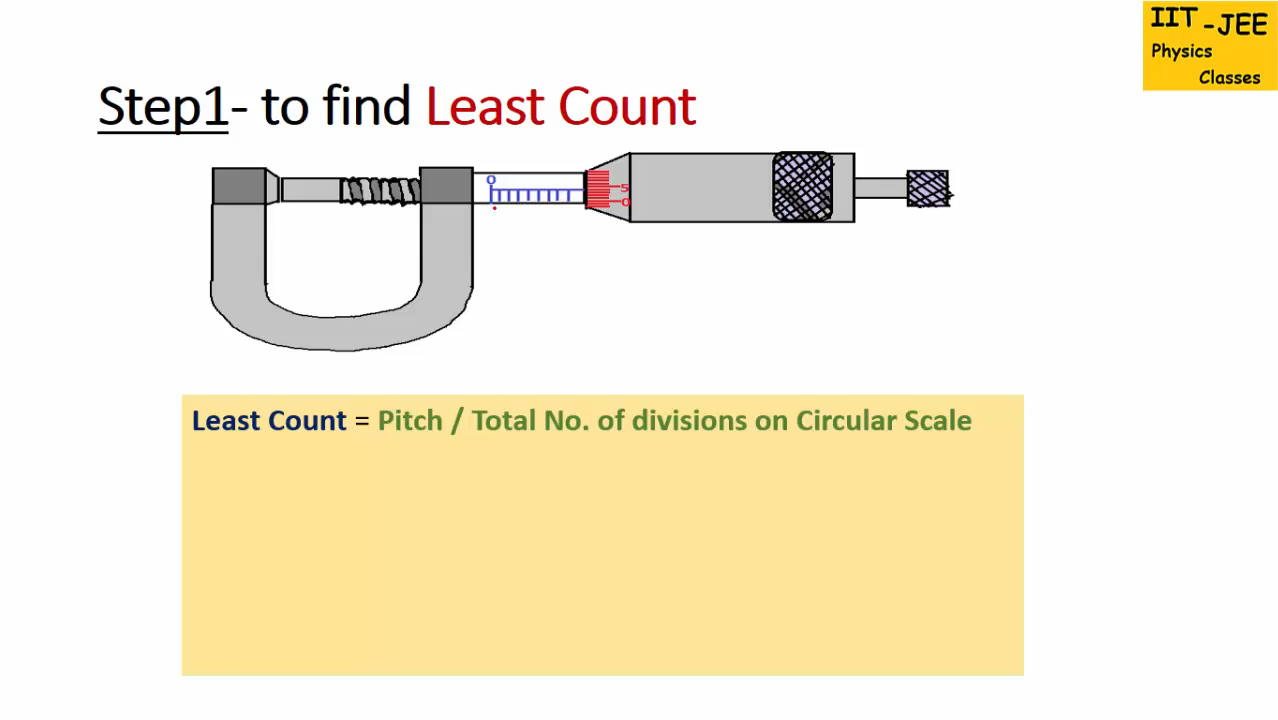 IIT -JEE
Physics
Classes
Step1- to find Least Count
0
5
0
Least Count = Pitch / Total No. of divisions on Circular Scale